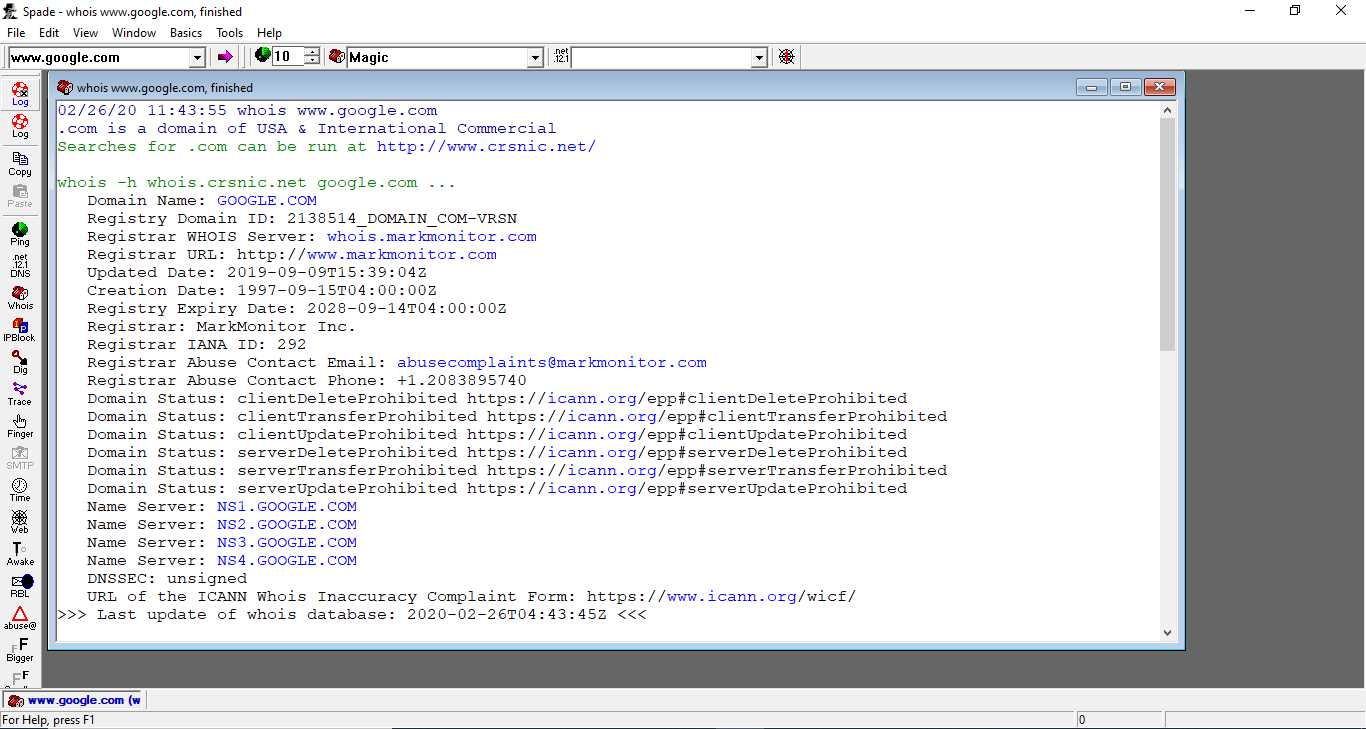 Spade - whois www.google.com, finished
File Edit View Window Basics Tools Help
www.google.com 10 Magic .net .12.1
Log
Log
Copy
Paste
Ping
.net
.12.1
DNS
Whois
IPBlock
Dig
Trace
Finger
SMTP
Time
Web
Awake
RBL
abuse@
Bigger
whois www.google.com, finished
02/26/20 11:43:55 whois www.google.com
.com is a domain of USA & International Commercial
Searches for .com can be run at http://www.crsnic.net/
whois -h whois.crsnic.net google.com ...
Domain Name: GOOGLE.COM
Registry Domain ID: 2138514_DOMAIN_COM-VRSN
Registrar WHOIS Server: whois.markmonitor.com
Registrar URL: http://www.markmonitor.com
Updated Date: 2019-09-09T15:39:04Z
Creation Date: 1997-09-15T04:00:00Z
Registry Expiry Date: 2028-09-14T04:00:00Z
Registrar: MarkMonitor Inc.
Registrar IANA ID: 292
Registrar Abuse Contact Email: abusecomplaints@markmonitor.com
Registrar Abuse Contact Phone: +1.2083895740
Domain Status: clientDeleteProhibited https://icann.org/epp#clientDeleteProhibited
Domain Status: clientTransferProhibited https://icann.org/epp#clientTransferProhibited
Domain Status: clientUpdateProhibited https://icann.org/epp#clientUpdateProhibited
Domain Status: serverDeleteProhibited https://icann.org/epp#serverDeleteProhibited
Domain Status: serverTransferProhibited https://icann.org/epp#serverTransferProhibited
Domain Status: serverUpdateProhibited https://icann.org/epp#serverUpdateProhibited
Name Server: NS1.GOOGLE.COM
Name Server: NS2.GOOGLE.COM
Name Server: NS3.GOOGLE.COM
Name Server: NS4.GOOGLE.COM
DNSSEC: unsigned
URL of the ICANN Whois Inaccuracy Complaint Form: https://www.icann.org/wicf/
>>> Last update of whois database: 2020-02-26T04:43:45Z <<<
www.google.com (w
For Help, press F1 0